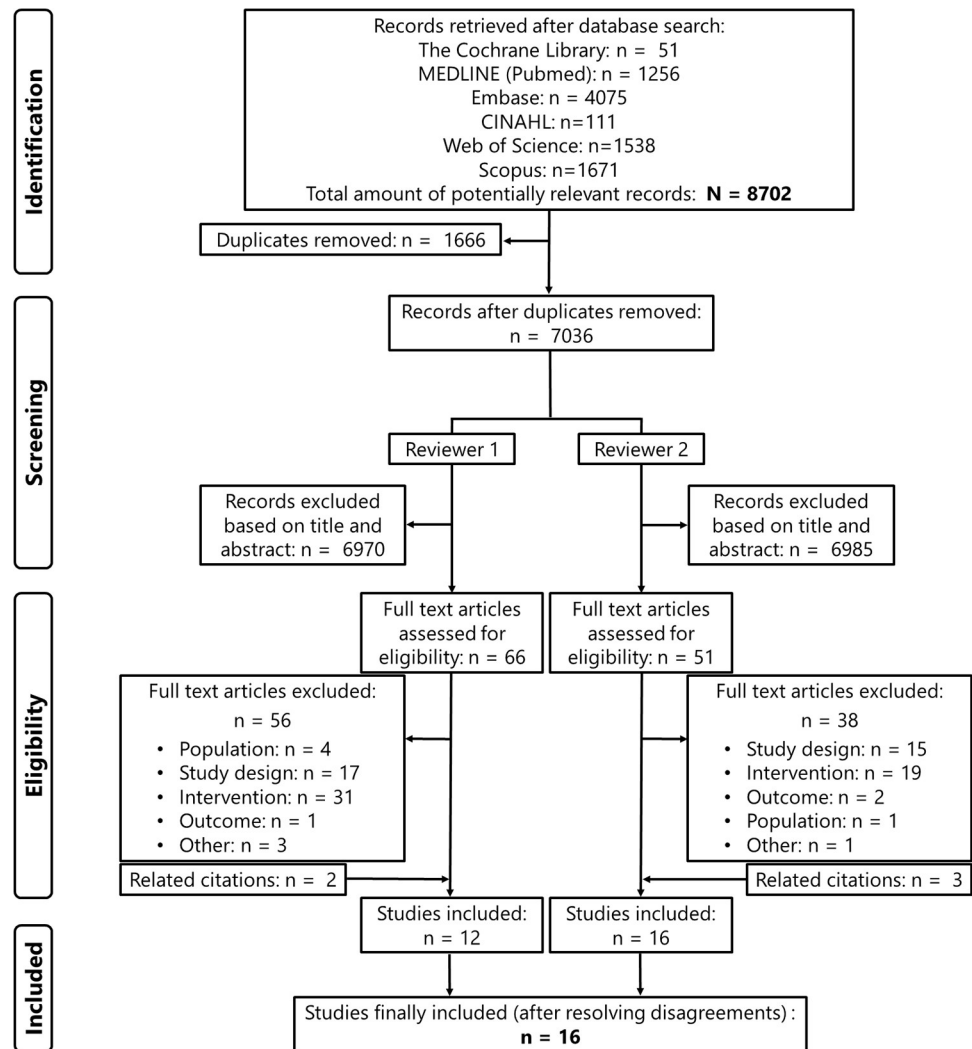 Identification
Records retrieved after database search:
The Cochrane Library: n = 51
MEDLINE (Pubmed): n = 1256
Embase: n = 4075
CINAHL: n=111
Web of Science: n=1538
Scopus: n=1671
Total amount of potentially relevant records: N = 8702
Duplicates removed: n = 1666
Screening
Records after duplicates removed:
n = 7036
Reviewer 1
Reviewer 2
Records excluded
based on title and
abstract: n = 6970
Records excluded
based on title and
abstract: n = 6985
Eligibility
Full text articles
assessed for
eligibility: n = 66
Full text articles
assessed for
eligibility: n = 51
Full text articles excluded:
n = 56
• Population: n = 4
• Study design: n = 17
• Intervention: n = 31
• Outcome: n = 1
• Other: n = 3
Full text articles excluded:
n = 38
• Study design: n = 15
• Intervention: n = 19
• Outcome: n = 2
• Population: n = 1
• Other: n = 1
Related citations: n = 2
Related citations: n = 3
Included
Studies included:
n = 12
Studies included:
n = 16
Studies finally included (after resolving disagreements) :
n = 16